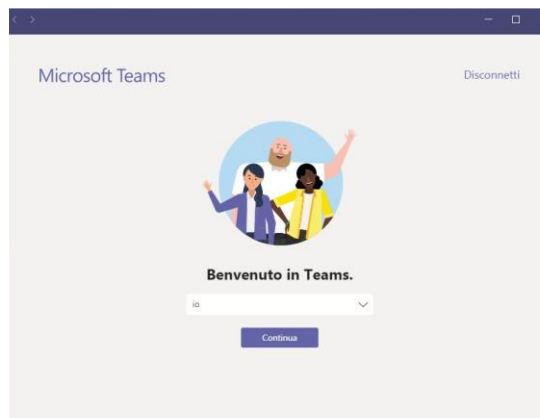 Microsoft Teams
Disconnetti
Benvenuto in Teams.
io
Continua